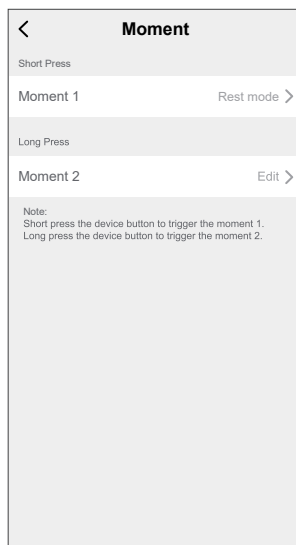 Moment
Short Press
Moment 1 Rest mode
Long Press
Moment 2 Edit
Note:
Short press the device button to trigger the moment 1.
Long press the device button to trigger the moment 2.